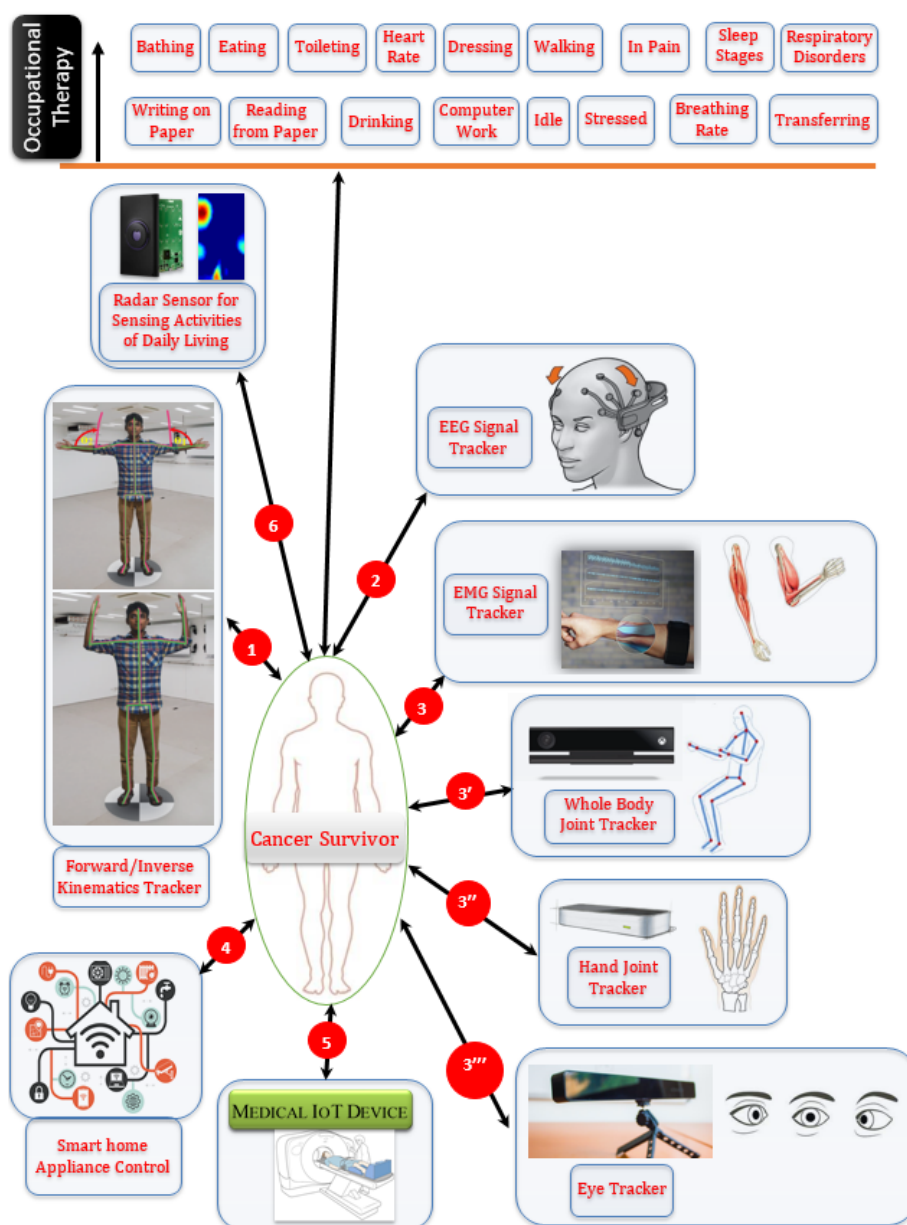 Occupational
Therapy
Bathing
Eating
Toileting
Heart
Rate
Dressing
Walking
In Pain
Sleep
Stages
Respiratory
Disorders
Writing on
Paper
Reading
from Paper
Drinking
Computer
Work
Idle
Stressed
Breathing
Rate
Transferring
Radar Sensor for
Sensing Activities
of Daily Living
EEG Signal
Tracker
6
2
EMG Signal
Tracker
1
3
3'
Whole Body
Joint Tracker
Cancer Survivor
Forward/Inverse
Kinematics Tracker
3''
Hand Joint
Tracker
4
5
3'''
MEDICAL IOT DEVICE
Smart home
Appliance Control
Eye Tracker